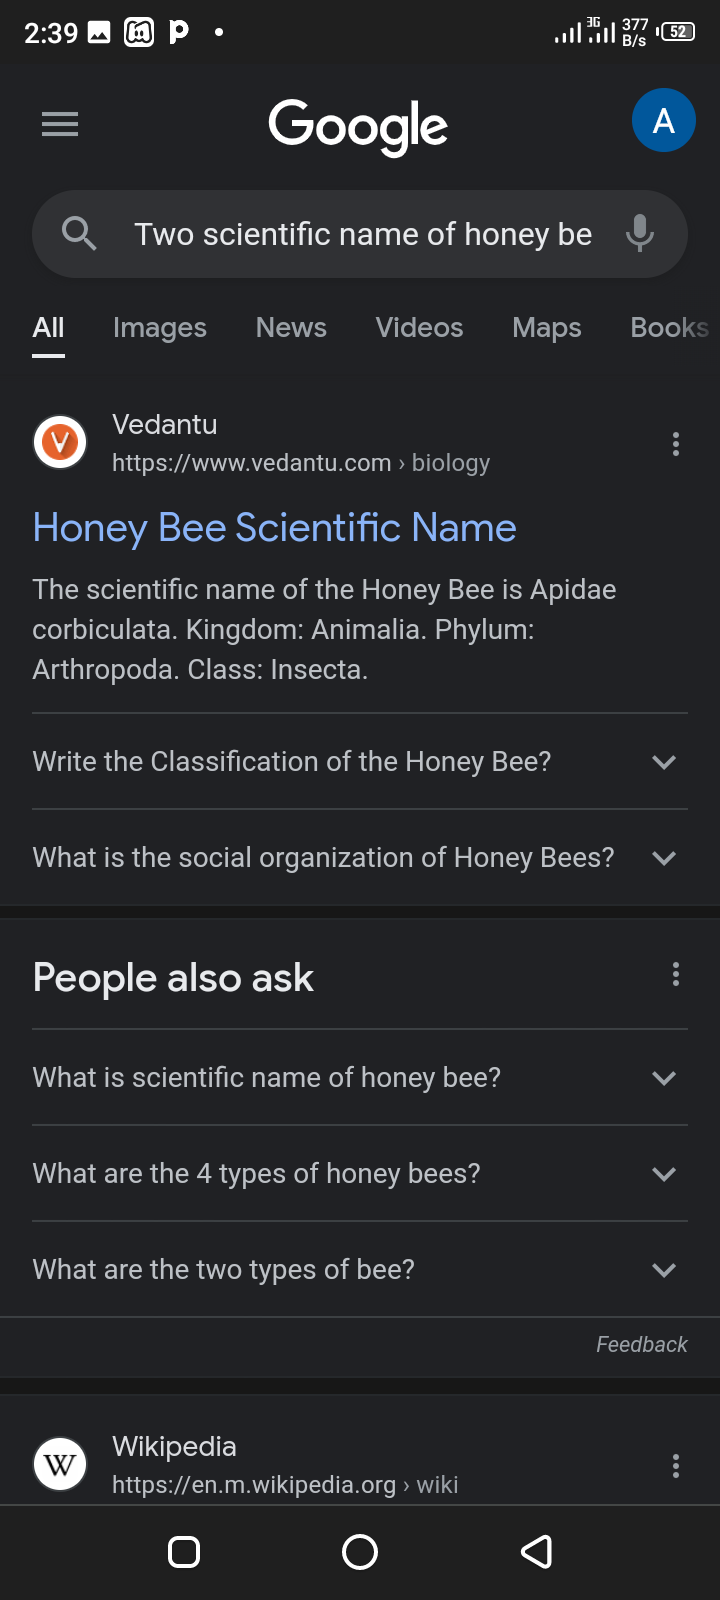 2:39
3G
377
B/s
52
Google
A
Two scientific name of honey be
All Images News Videos Maps Books
Vedantu
https://www.vedantu.com › biology
Honey Bee Scientific Name
The scientific name of the Honey Bee is Apidae
corbiculata. Kingdom: Animalia. Phylum:
Arthropoda. Class: Insecta.
Write the Classification of the Honey Bee?
What is the social organization of Honey Bees?
People also ask
What is scientific name of honey bee?
What are the 4 types of honey bees?
What are the two types of bee?
Feedback
W
Wikipedia
https://en.m.wikipedia.org › wiki